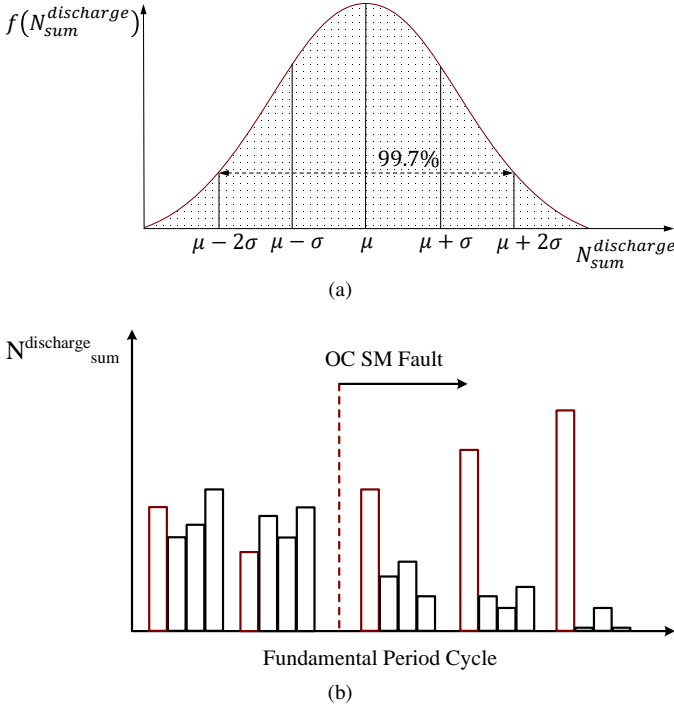 f(N_sum^discharge)
99.7%
μ − 2σ μ − σ μ μ + σ μ + 2σ N_sum^discharge
(a)
N^discharge_sum
OC SM Fault
Fundamental Period Cycle
(b)